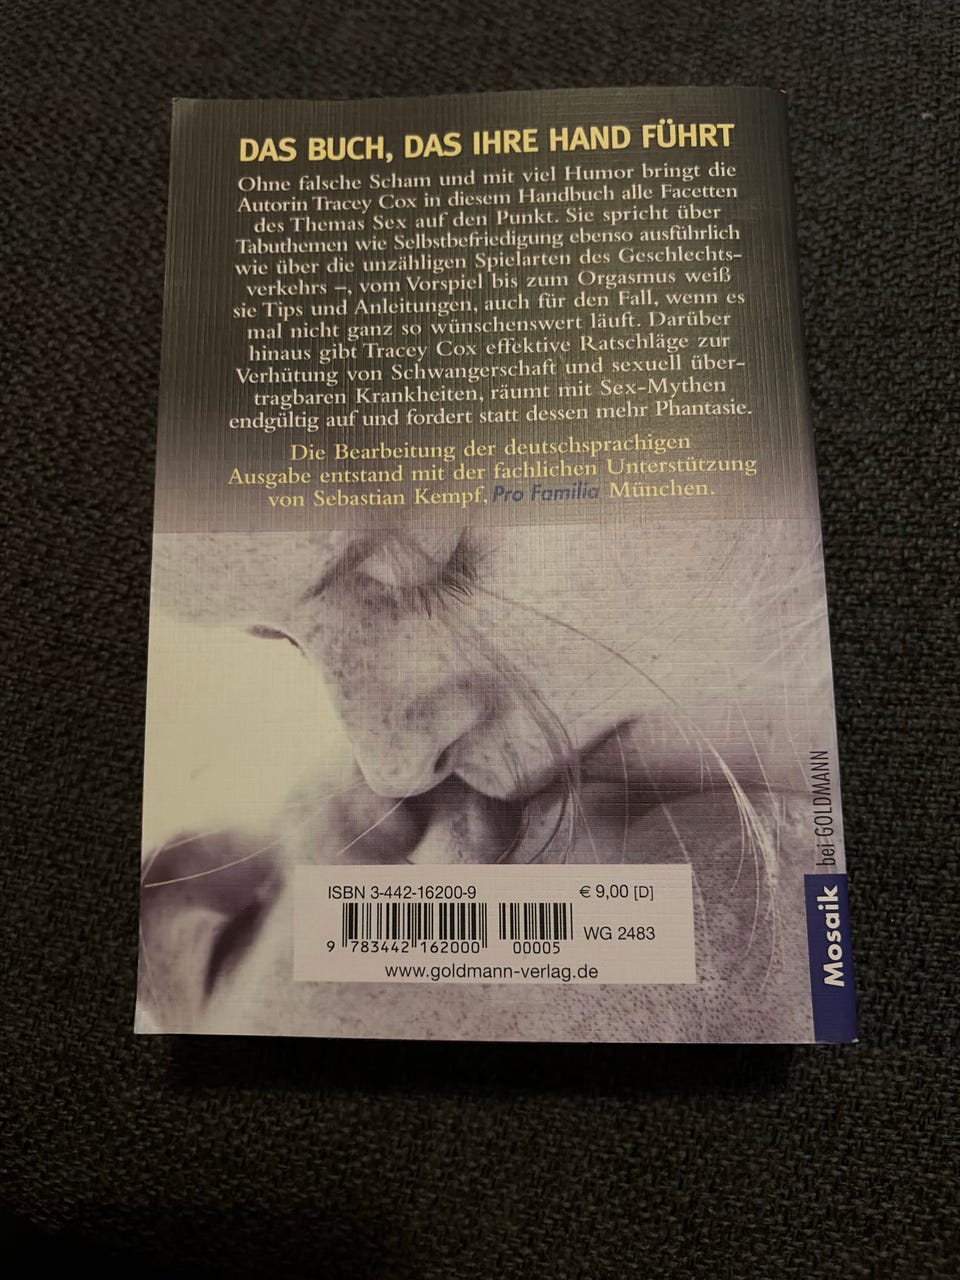 DAS BUCH, DAS IHRE HAND FÜHRT
Ohne falsche Scham und mit viel Humor bringt die
Autorin Tracey Cox in diesem Handbuch alle Facetten
des Themas Sex auf den Punkt. Sie spricht über
Tabuthemen wie Selbstbefriedigung ebenso ausführlich
wie über die unzähligen Spielarten des Geschlechts-
verkehrs –, vom Vorspiel bis zum Orgasmus weiß
sie Tips und Anleitungen, auch für den Fall, wenn es
mal nicht ganz so wünschenswert läuft. Darüber
hinaus gibt Tracey Cox effektive Ratschläge zur
Verhütung von Schwangerschaft und sexuell über-
tragbaren Krankheiten, räumt mit Sex-Mythen
endgültig auf und fordert statt dessen mehr Phantasie.
Die Bearbeitung der deutschsprachigen
Ausgabe entstand mit der fachlichen Unterstützung
von Sebastian Kempf, Pro Familia München.
ISBN 3-442-16200-9 € 9,00 [D]
9 783442 162000 00005 WG 2483
www.goldmann-verlag.de
Mosaik bei GOLDMANN